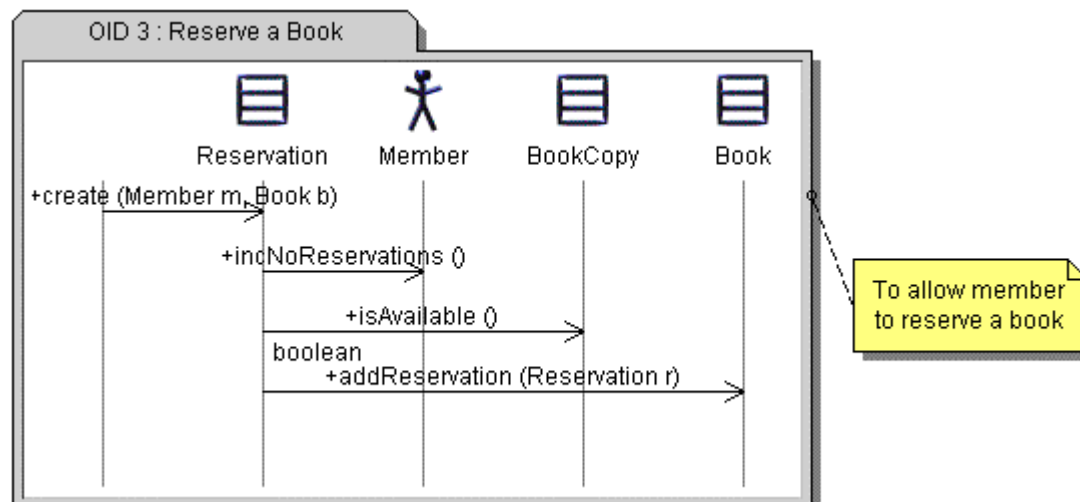 OID 3 : Reserve a Book
Reservation Member BookCopy Book
+create (Member m, Book b)
+incNoReservations ()
+isAvailable ()
boolean
+addReservation (Reservation r)
To allow member
to reserve a book